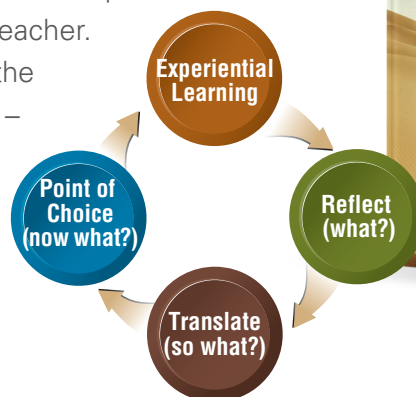 eacher.
the
–
Experiential
Learning
Reflect
(what?)
Translate
(so what?)
Point of
Choice
(now what?)